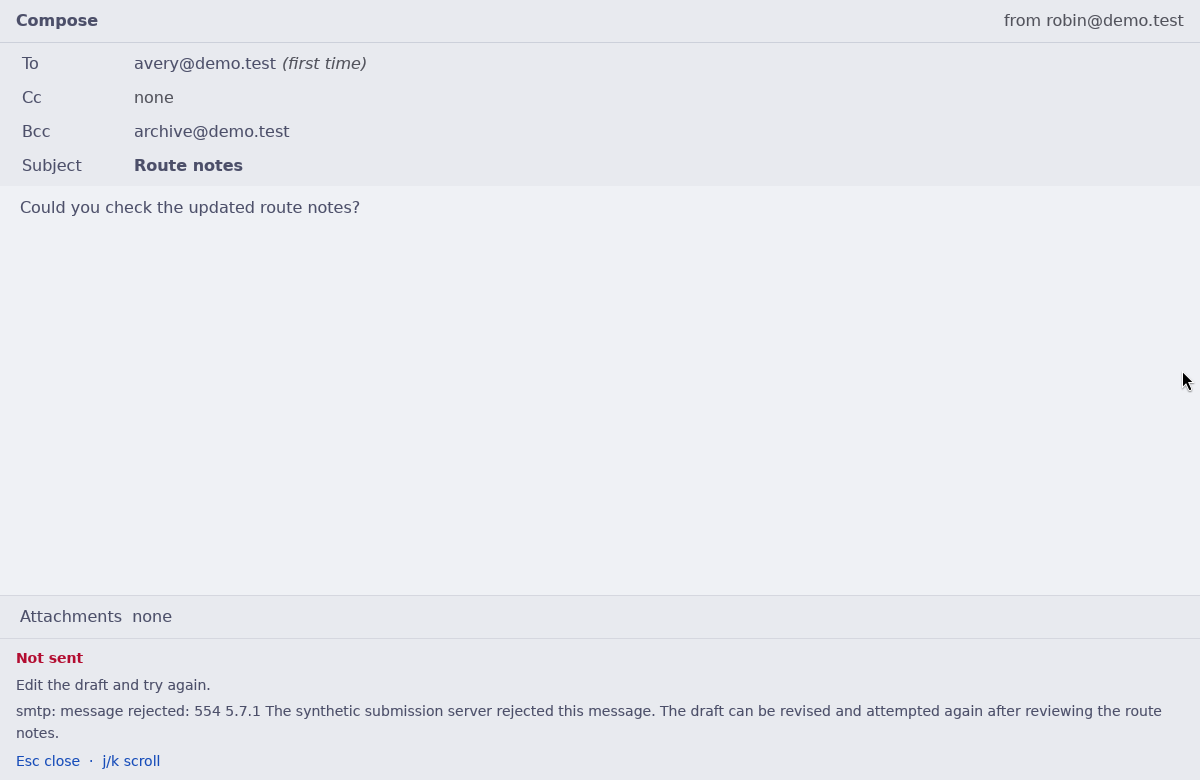 Compose from robin@demo.test
To avery@demo.test (first time)
Cc none
Bcc archive@demo.test
Subject Route notes
Could you check the updated route notes?
Attachments none
Not sent
Edit the draft and try again.
smtp: message rejected: 554 5.7.1 The synthetic submission server rejected this message. The draft can be revised and attempted again after reviewing the route
notes.
Esc close · j/k scroll